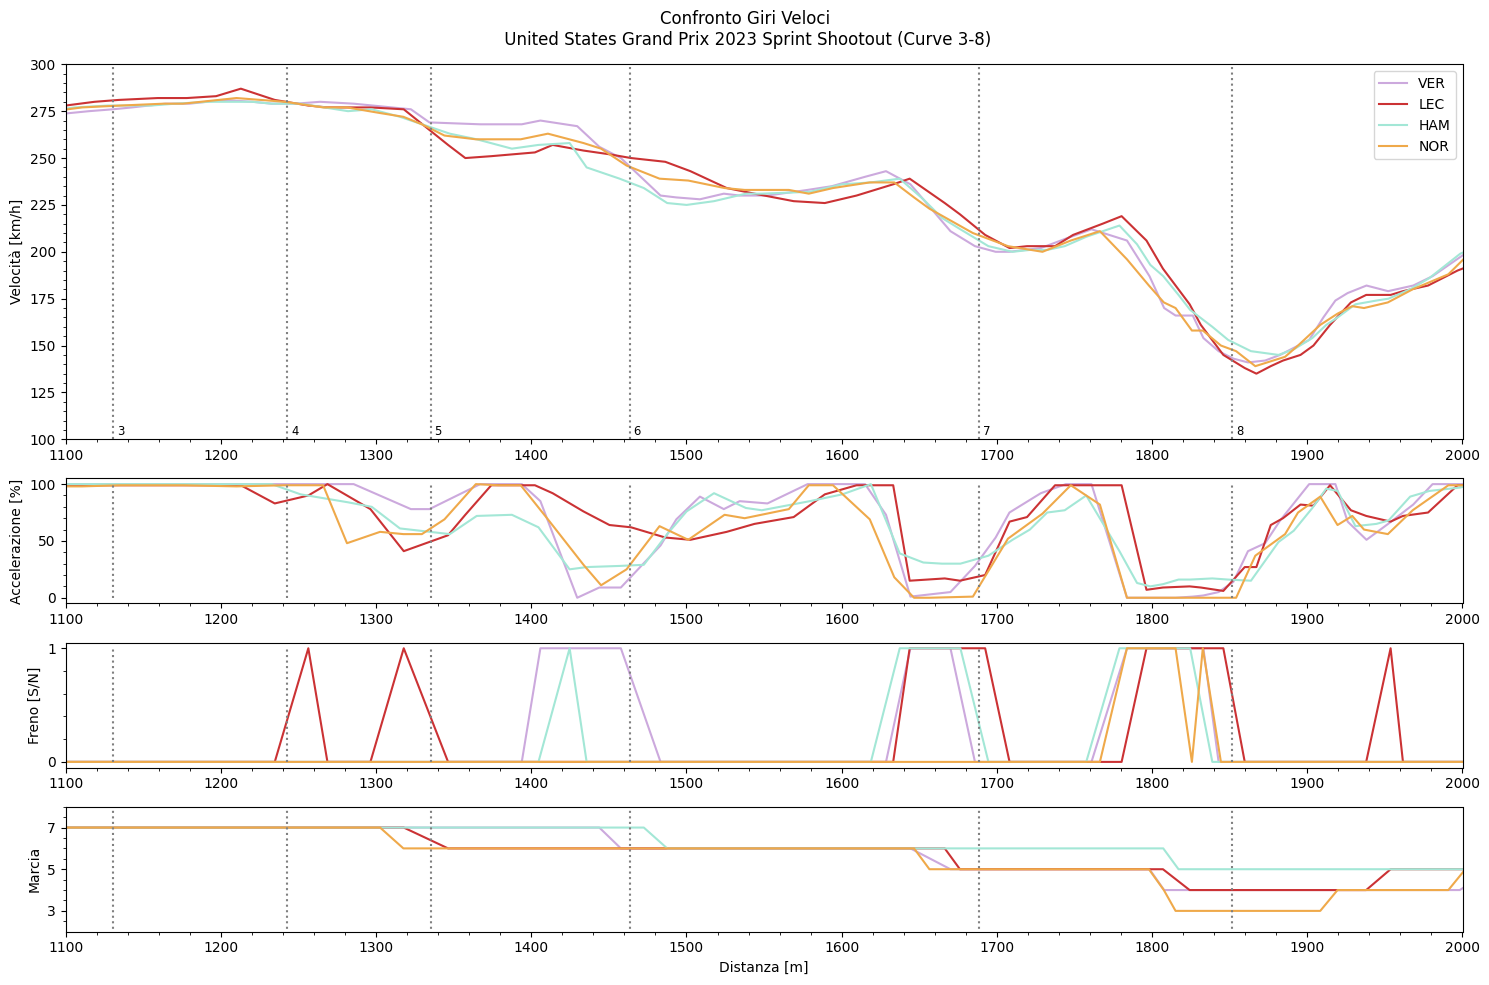 Confronto Giri Veloci
United States Grand Prix 2023 Sprint Shootout (Curve 3-8)
Velocità [km/h]
300
275
250
225
200
175
150
125
100
VER
LEC
HAM
NOR
3 4 5 6 7 8
1100 1200 1300 1400 1500 1600 1700 1800 1900 2000
Accelerazione [%]
100
50
0
1100 1200 1300 1400 1500 1600 1700 1800 1900 2000
Freno [S/N]
1
0
1100 1200 1300 1400 1500 1600 1700 1800 1900 2000
Marcia
7
5
3
1100 1200 1300 1400 1500 1600 1700 1800 1900 2000
Distanza [m]